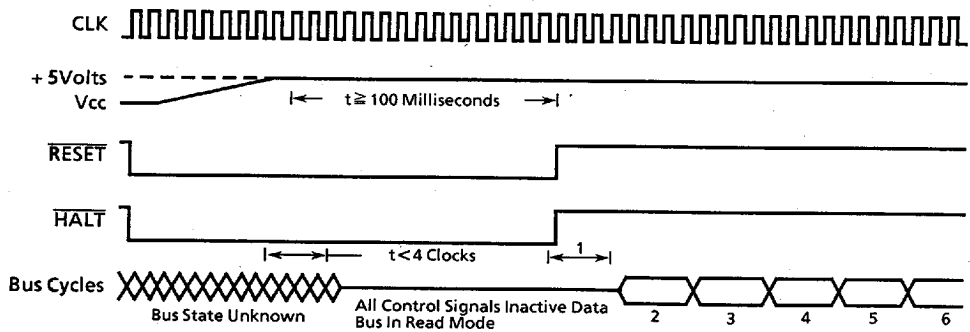 CLK
+ 5Volts
Vcc
t ≧ 100 Milliseconds
RESET
HALT
t < 4 Clocks
1
Bus Cycles
Bus State Unknown
All Control Signals Inactive Data
Bus In Read Mode
2 3 4 5 6